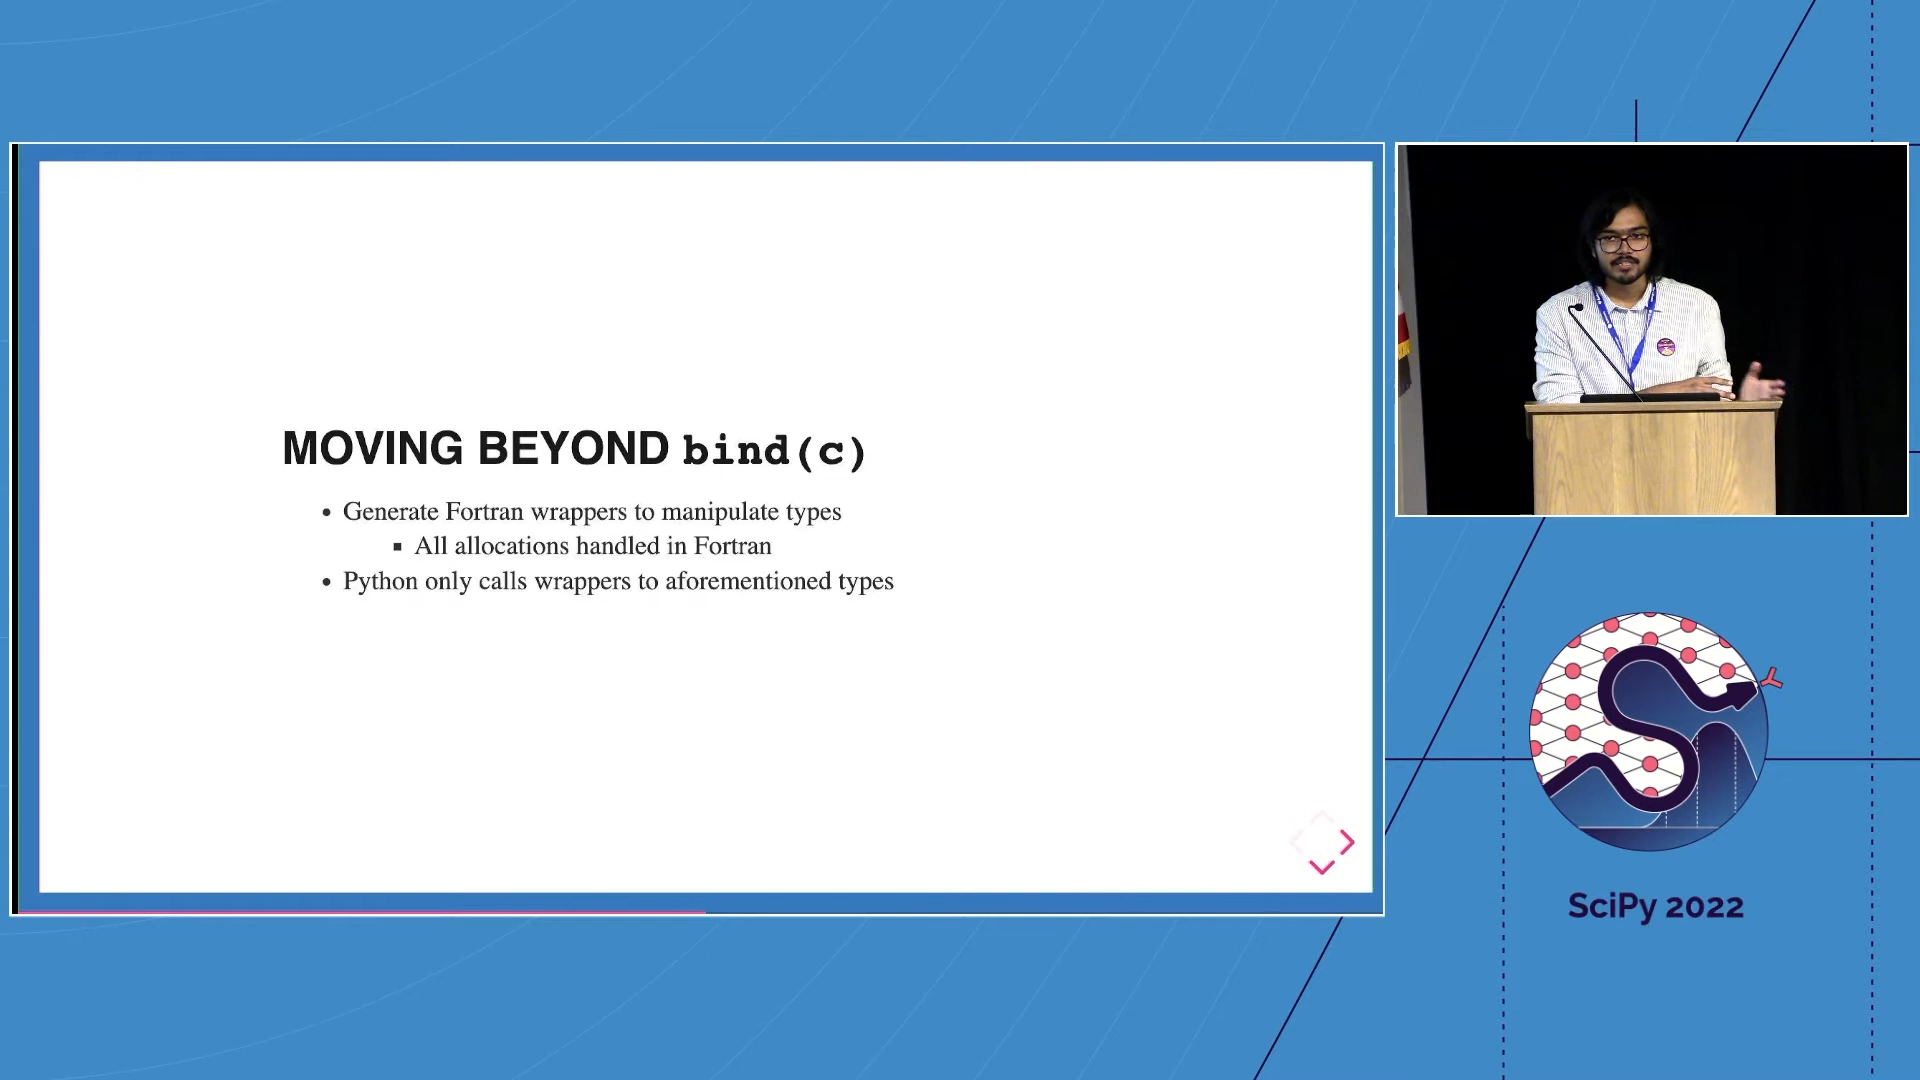 MOVING BEYOND bind(c)
Generate Fortran wrappers to manipulate types
All allocations handled in Fortran
Python only calls wrappers to aforementioned types
SciPy 2022